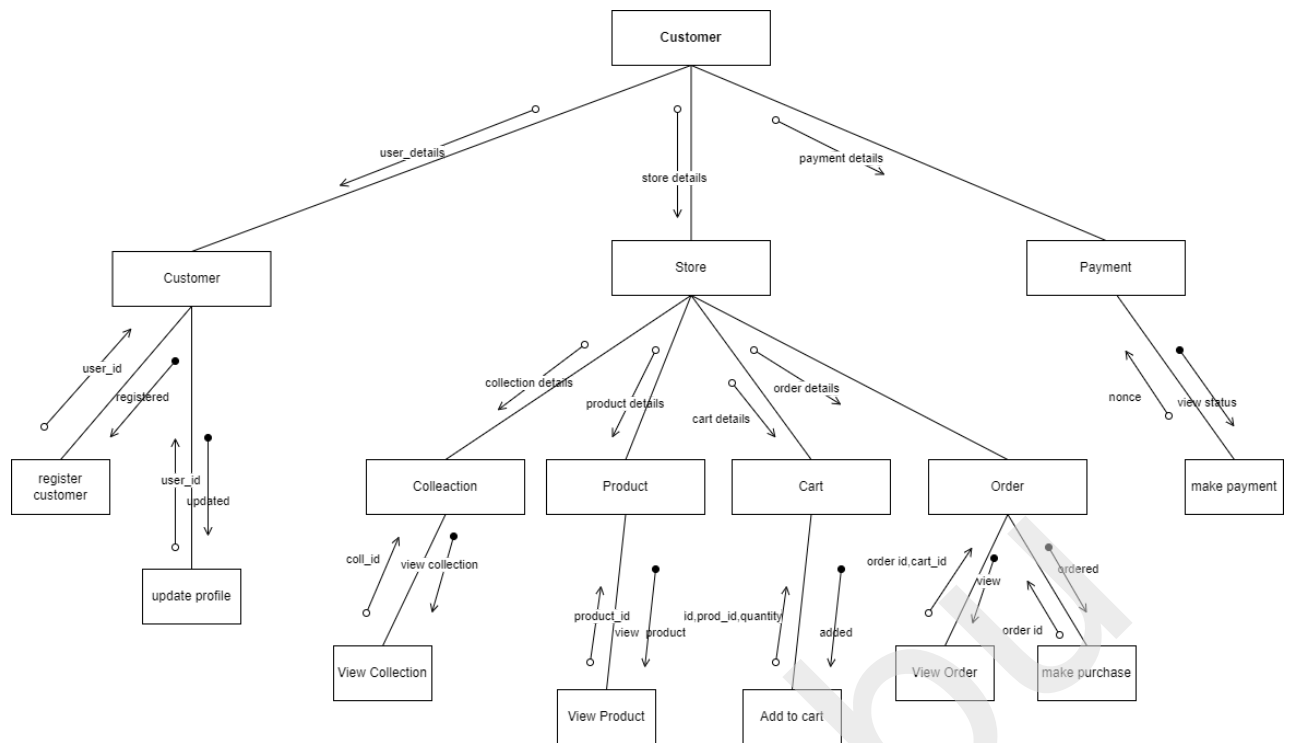 Customer
user_details
store details
payment details
Customer
Store
Payment
user_id
registered
collection details
product details
cart details
order details
nonce
view status
register
customer
user_id
updated
Colleaction
Product
Cart
Order
make payment
update profile
coll_id
view collection
product_id
view product
id,prod_id,quantity
added
order id,cart_id
view
ordered
order id
View Collection
View Product
Add to cart
View Order
make purchase
bu